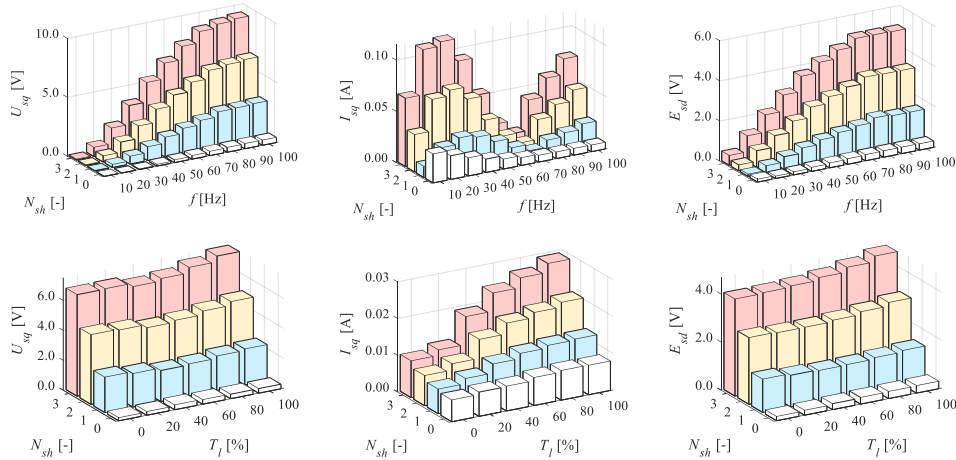 10.0
5.0
0.0
U_sq [V]
3 2 1 0
N_sh [-]
10 20 30 40 50 60 70 80 90 100
f [Hz]
0.10
0.05
0.00
I_sq [A]
3 2 1 0
N_sh [-]
10 20 30 40 50 60 70 80 90 100
f [Hz]
6.0
4.0
2.0
0.0
E_sd [V]
3 2 1 0
N_sh [-]
10 20 30 40 50 60 70 80 90 100
f [Hz]
6.0
4.0
2.0
0.0
U_sq [V]
3 2 1 0
N_sh [-]
0 20 40 60 80 100
T_l [%]
0.03
0.02
0.01
0.00
I_sq [A]
3 2 1 0
N_sh [-]
0 20 40 60 80 100
T_l [%]
4.0
2.0
0.0
E_sd [V]
3 2 1 0
N_sh [-]
0 20 40 60 80 100
T_l [%]